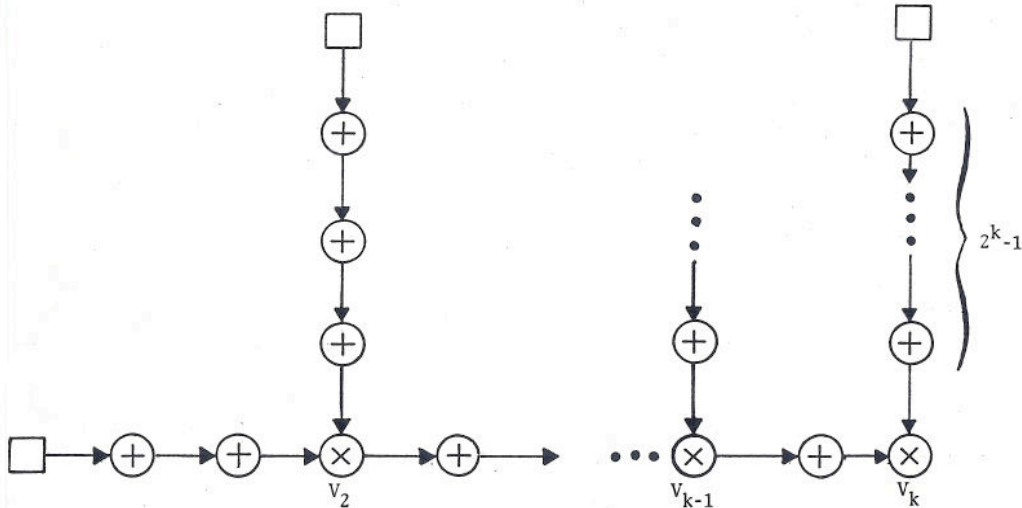 + +
+ 2^k-1
+ + +
+ + × + ••• × + ×
V_2 V_{k-1} V_k